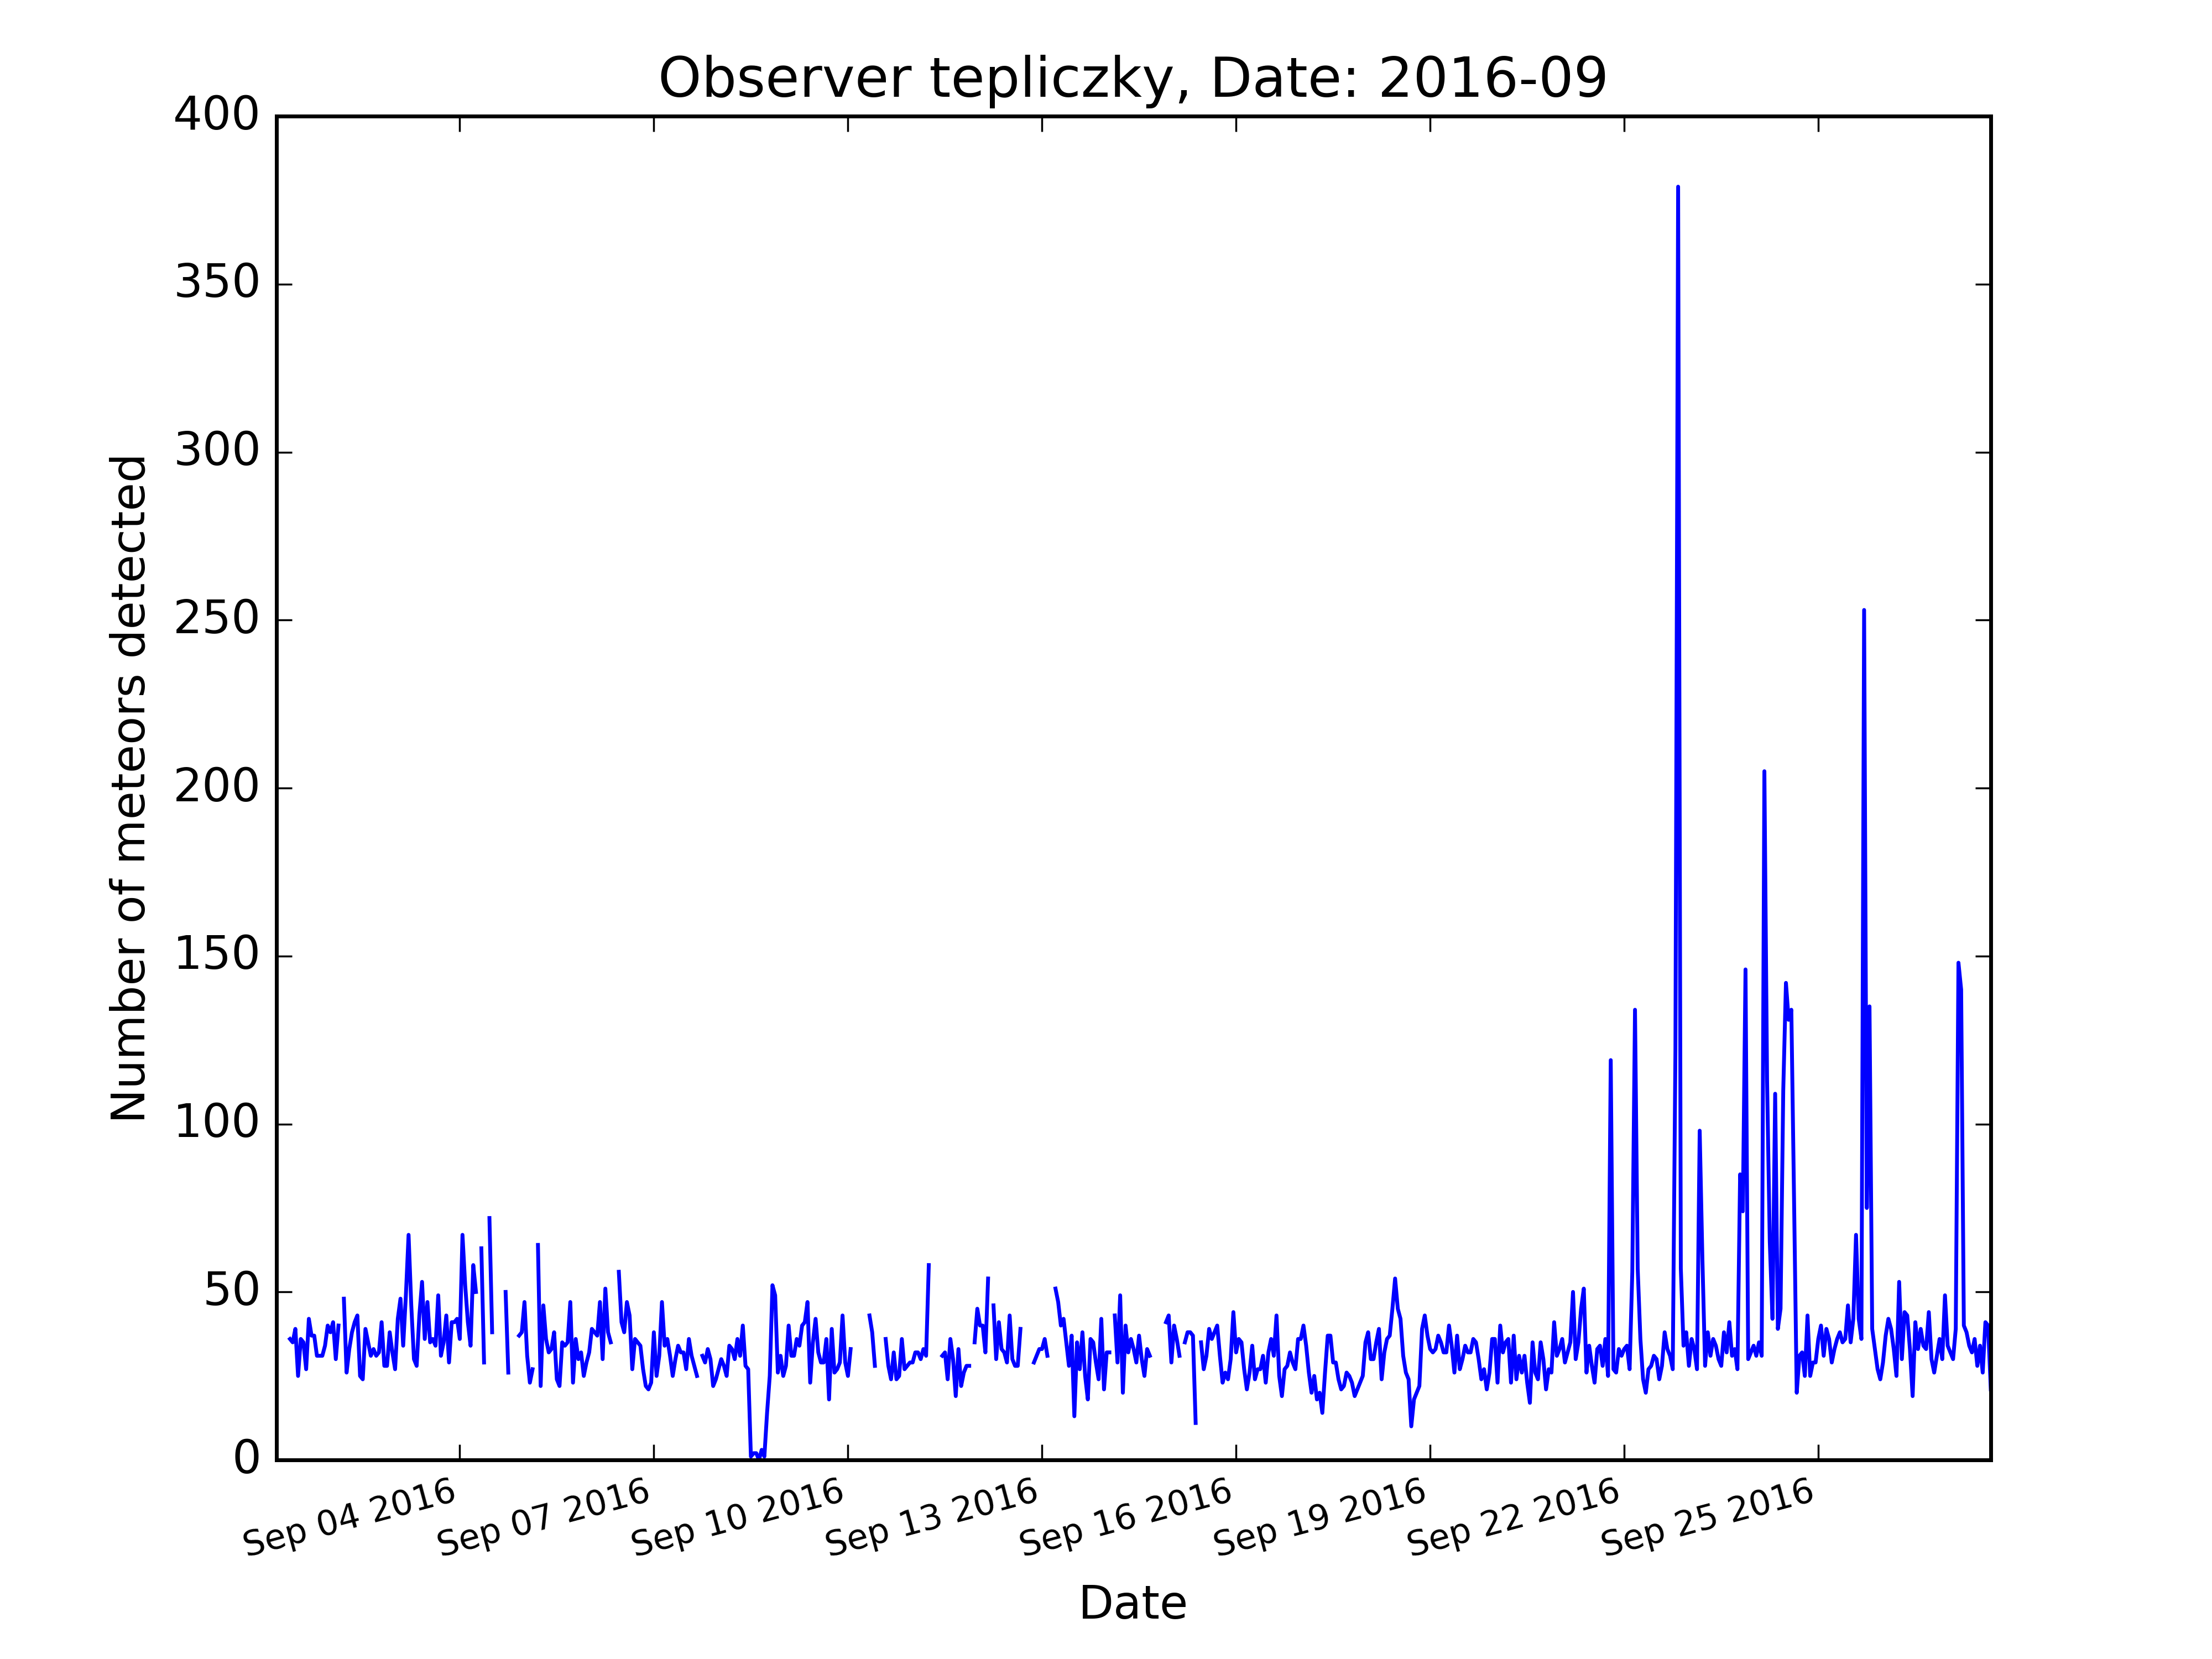 Observer tepliczky, Date: 2016-09
Number of meteors detected
400
350
300
250
200
150
100
50
0
Sep 04 2016
Sep 07 2016
Sep 10 2016
Sep 13 2016
Sep 16 2016
Sep 19 2016
Sep 22 2016
Sep 25 2016
Date